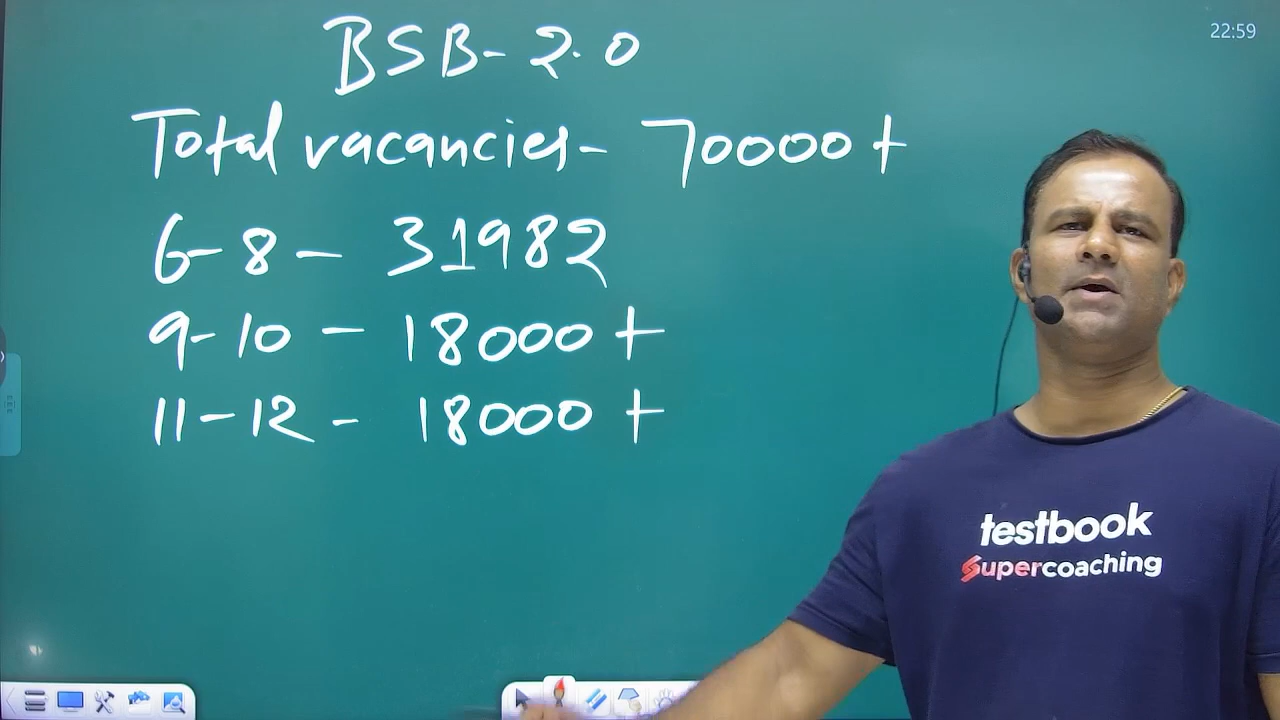 BSB-2.0
22:59
Total vacancies- 70000+
6-8 - 31982
9-10 - 18000+
11-12 - 18000+
testbook
Supercoaching